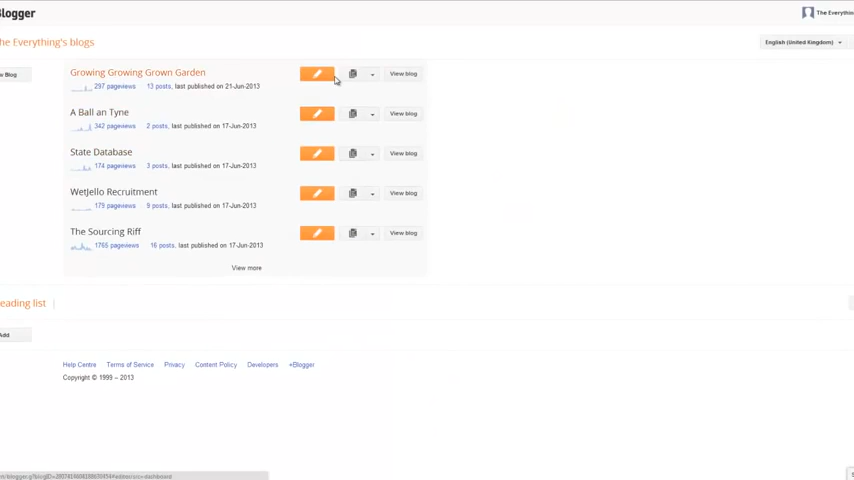 Blogger
The Everythin
he Everything's blogs
English (United Kingdom)
w Blog
Growing Growing Grown Garden
View blog
297 pageviews 13 posts, last published on 21-Jun-2013
A Ball an Tyne
View blog
342 pageviews 2 posts, last published on 17-Jun-2013
State Database
View blog
174 pageviews 3 posts, last published on 17-Jun-2013
WetJello Recruitment
View blog
179 pageviews 9 posts, last published on 17-Jun-2013
The Sourcing Riff
View blog
1765 pageviews 16 posts, last published on 17-Jun-2013
View more
eading list
Add
Help Centre Terms of Service Privacy Content Policy Developers +Blogger
Copyright © 1999 – 2013